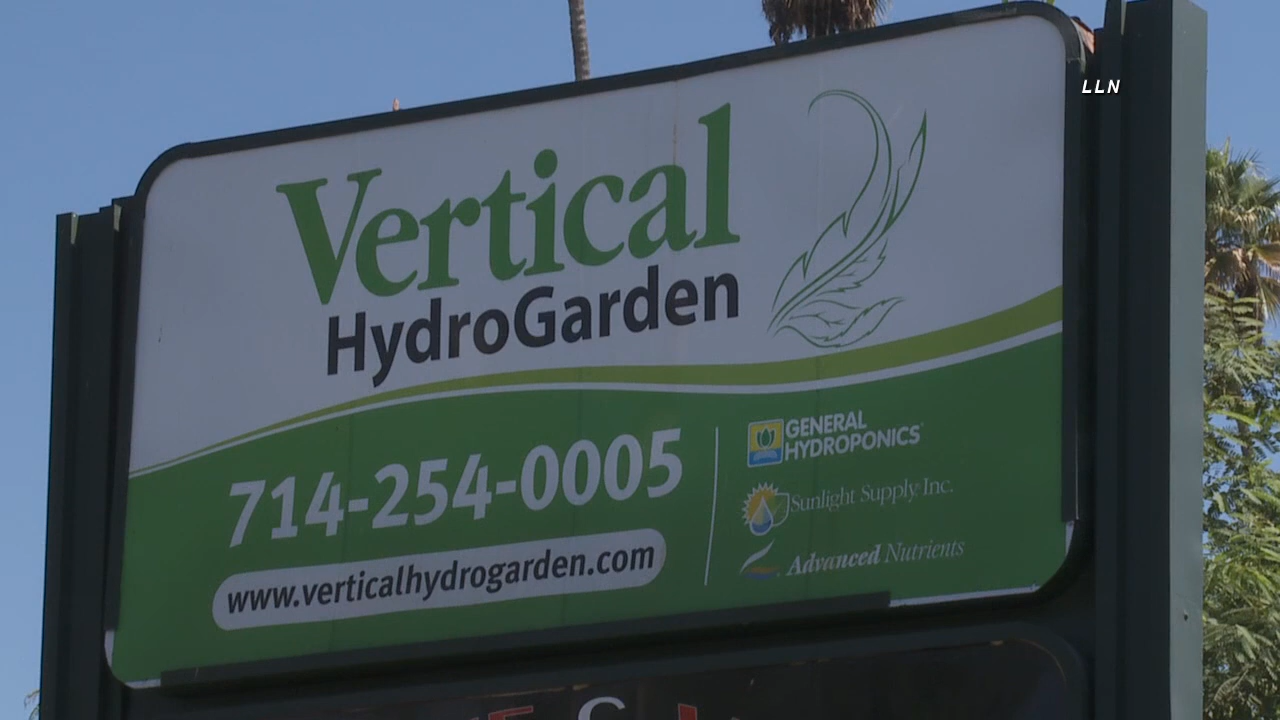 LLN
Vertical
HydroGarden
714-254-0005
www.verticalhydrogarden.com
GENERAL
HYDROPONICS
Sunlight Supply, Inc.
Advanced Nutrients